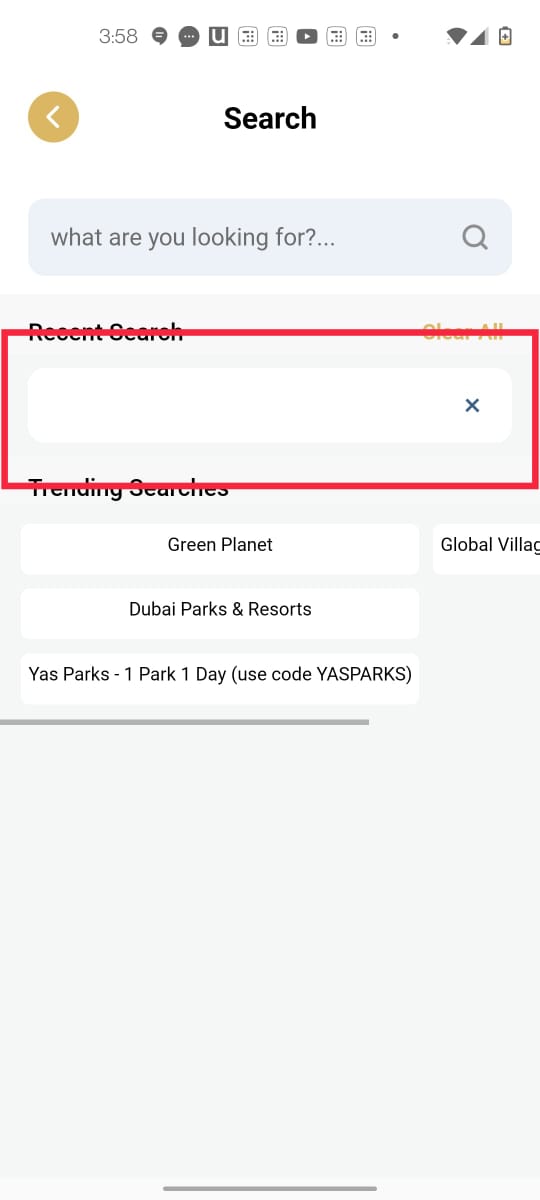 3:58
Search
what are you looking for?...
Recent Search
Clear All
Trending Searches
Green Planet
Global Villag
Dubai Parks & Resorts
Yas Parks - 1 Park 1 Day (use code YASPARKS)